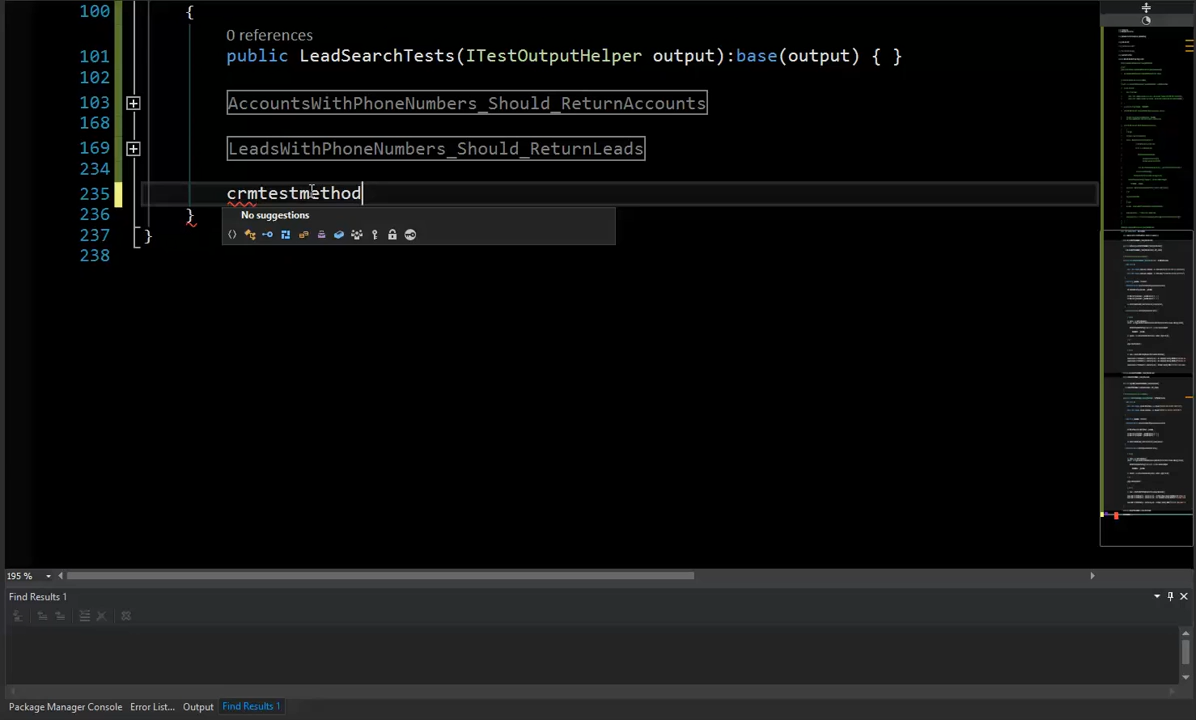 100 {
0 references
101 public LeadSearchTests(ITestOutputHelper output):base(output) { }
102
103 AccountsWithPhoneNumbers_Should_ReturnAccounts
168
169 LeadsWithPhoneNumbers_Should_ReturnLeads
234
235 crmtestmethod
No suggestions
236 }
237 }
238
195 %
Find Results 1
Package Manager Console Error List... Output Find Results 1